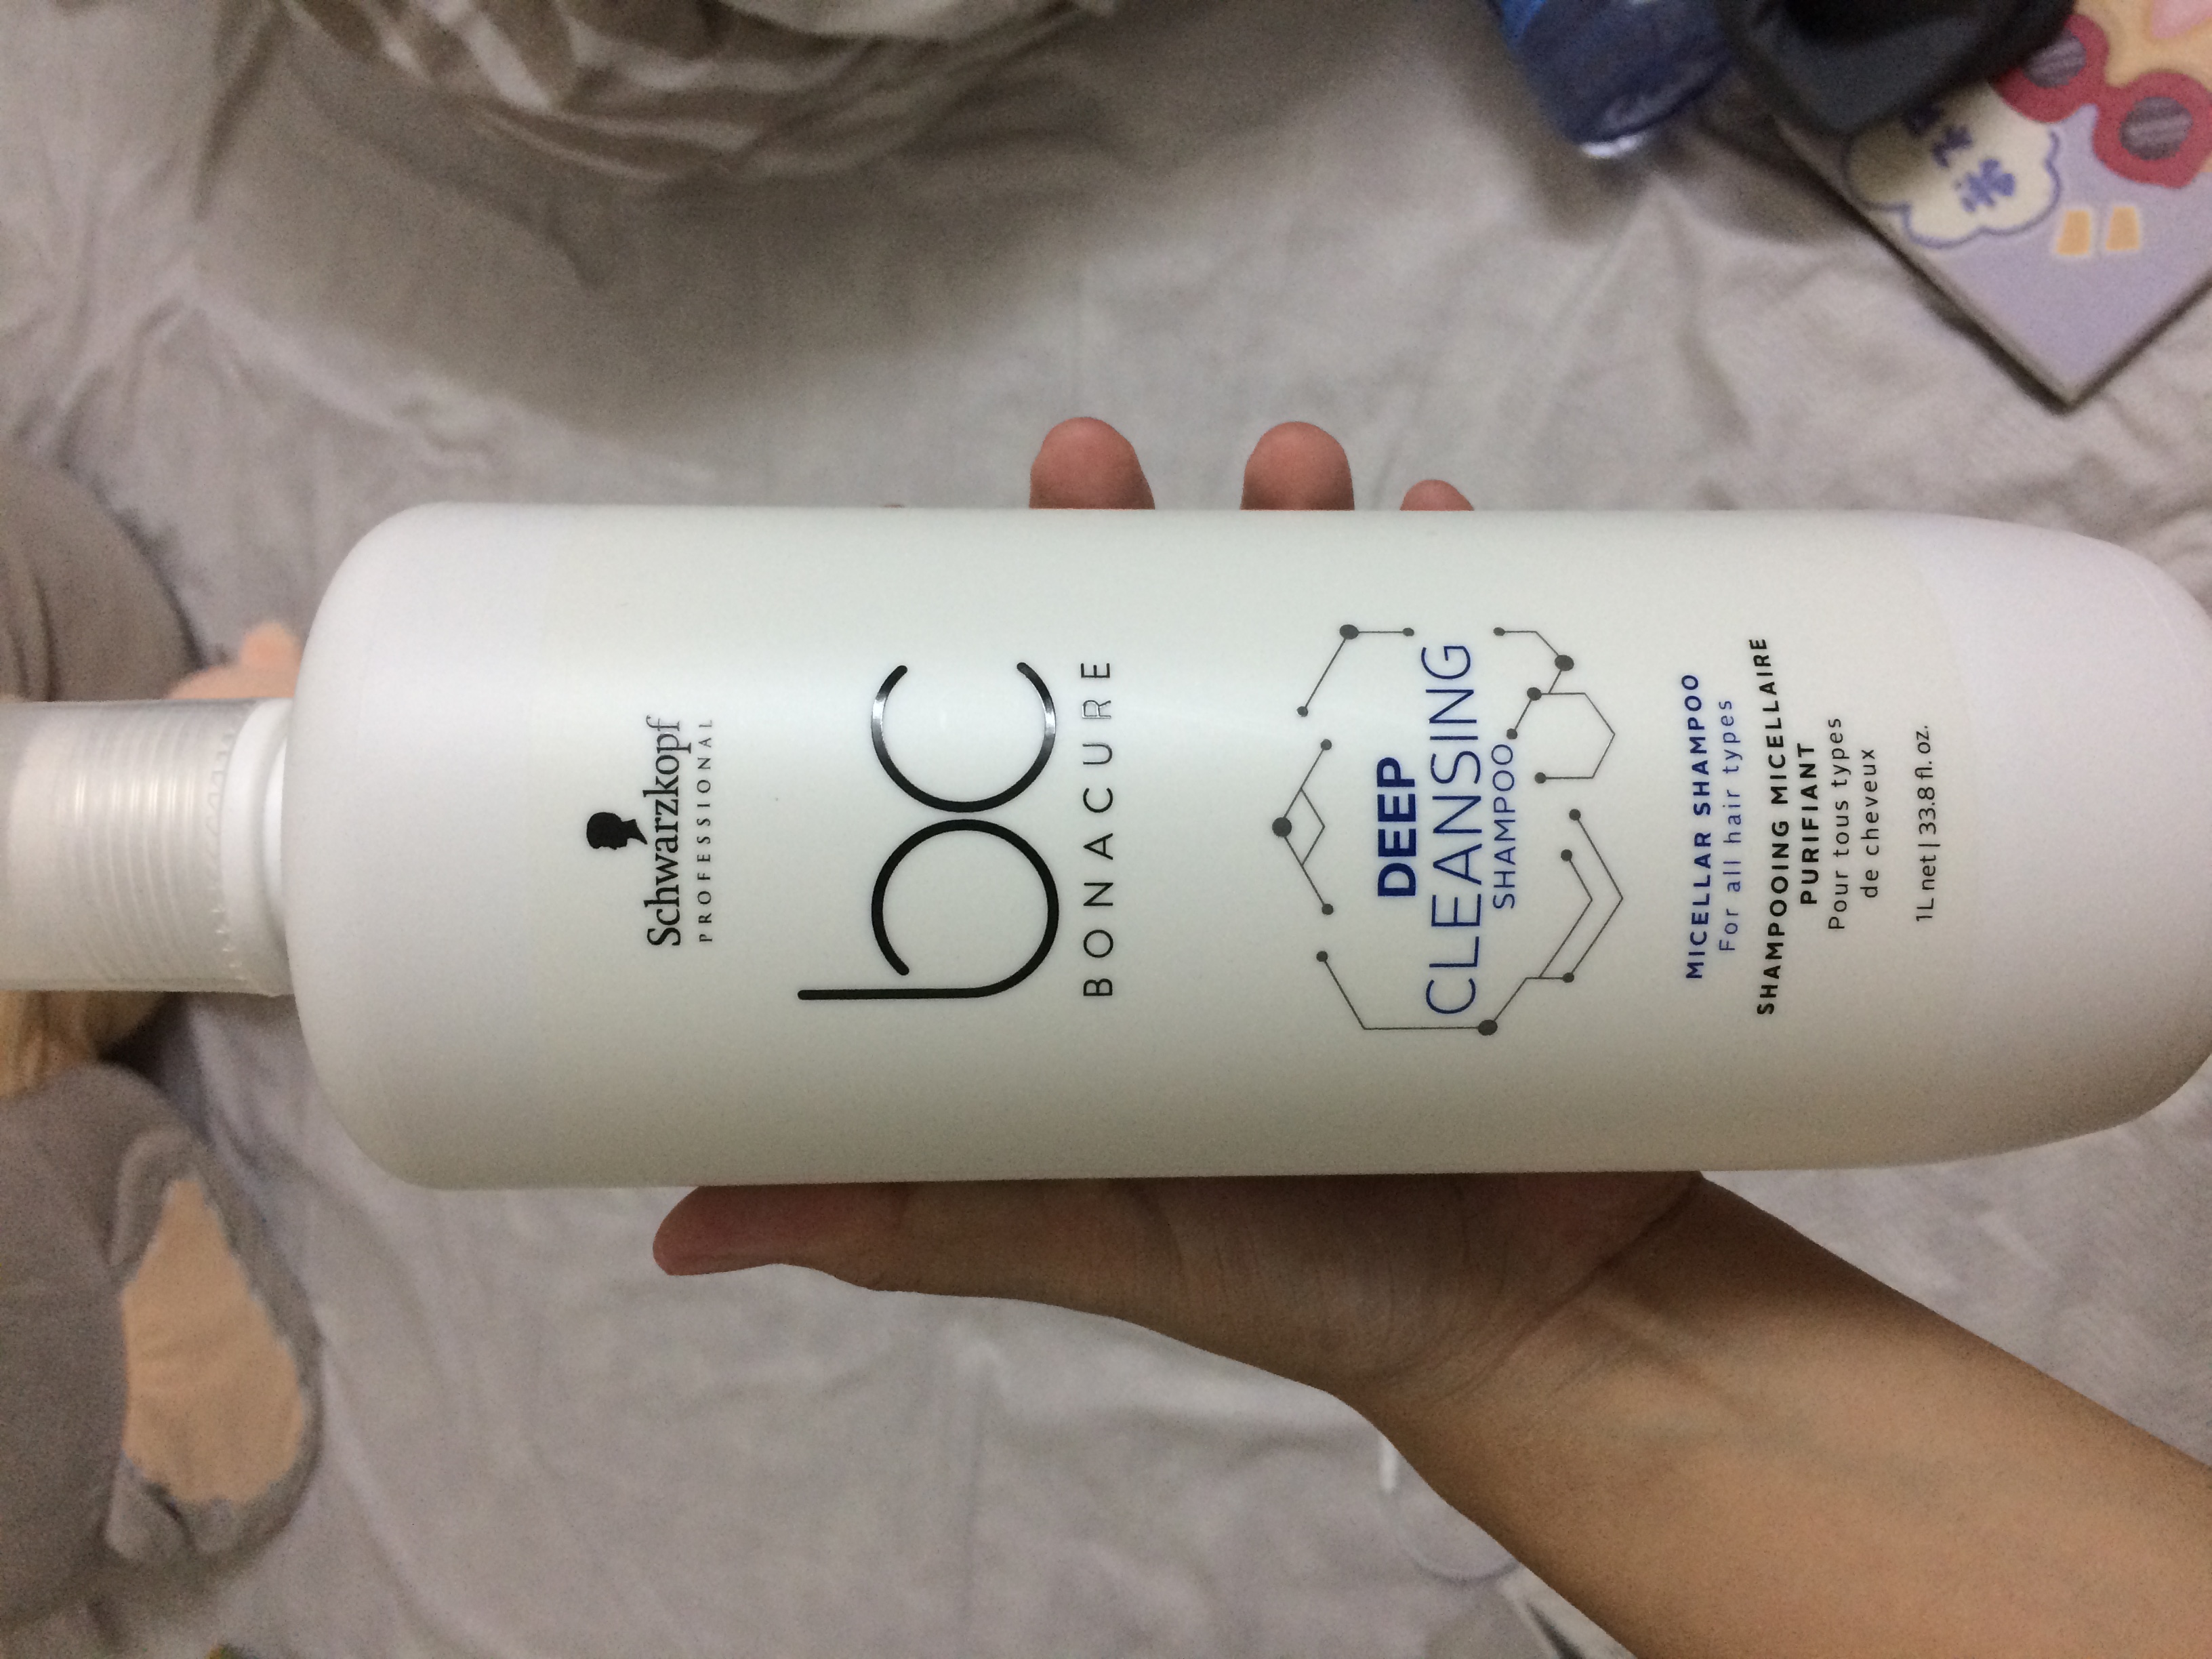 Schwarzkopf
PROFESSIONAL
bc
BONACURE
DEEP
CLEANSING
SHAMPOO
MICELLAR SHAMPOO
For all hair types
SHAMPOOING MICELLAIRE
PURIFIANT
Pour tous types
de cheveux
1L net | 33.8 fl. oz.